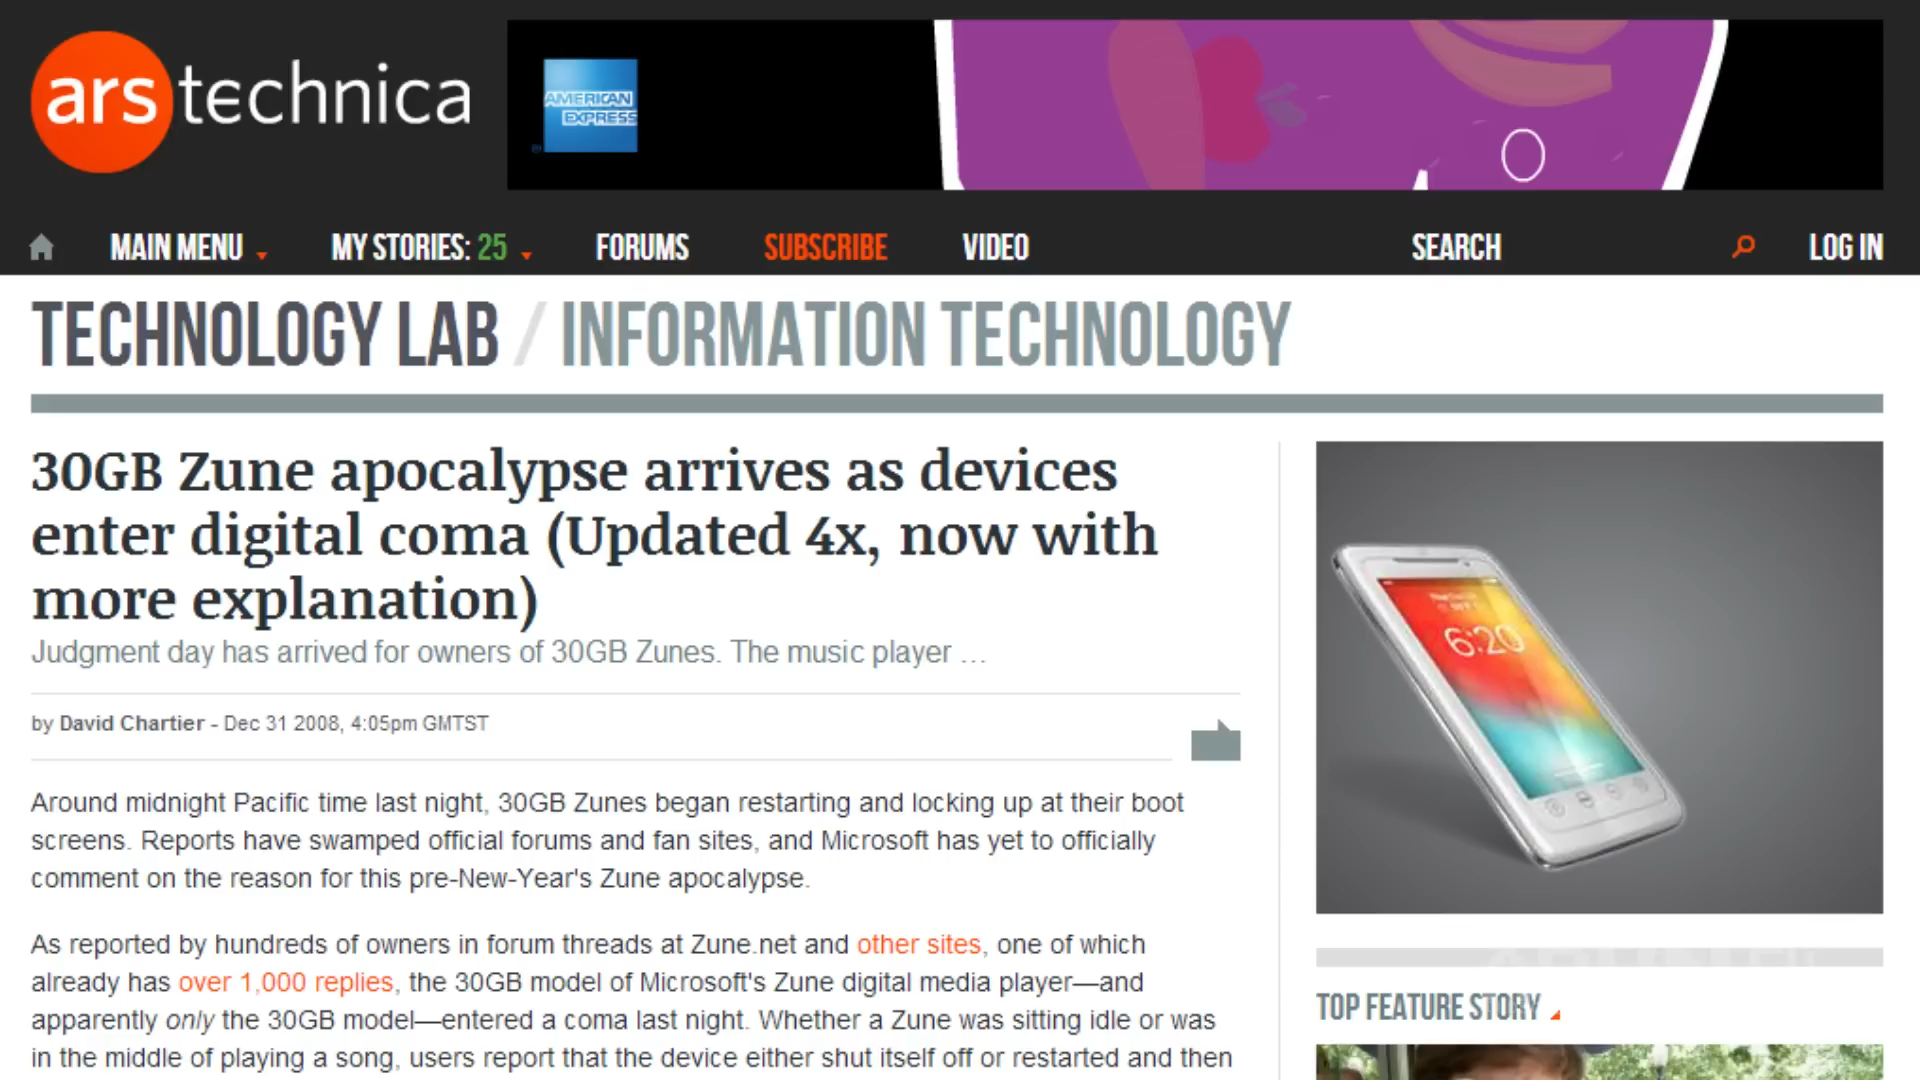 ars technica
AMERICAN
EXPRESS
MAIN MENU
MY STORIES: 25
FORUMS
SUBSCRIBE
VIDEO
SEARCH
LOG IN
TECHNOLOGY LAB / INFORMATION TECHNOLOGY
30GB Zune apocalypse arrives as devices
enter digital coma (Updated 4x, now with
more explanation)
Judgment day has arrived for owners of 30GB Zunes. The music player …
by David Chartier - Dec 31 2008, 4:05pm GMTST
Around midnight Pacific time last night, 30GB Zunes began restarting and locking up at their boot
screens. Reports have swamped official forums and fan sites, and Microsoft has yet to officially
comment on the reason for this pre-New-Year's Zune apocalypse.
As reported by hundreds of owners in forum threads at Zune.net and other sites, one of which
already has over 1,000 replies, the 30GB model of Microsoft's Zune digital media player—and
apparently only the 30GB model—entered a coma last night. Whether a Zune was sitting idle or was
in the middle of playing a song, users report that the device either shut itself off or restarted and then
6:20
TOP FEATURE STORY